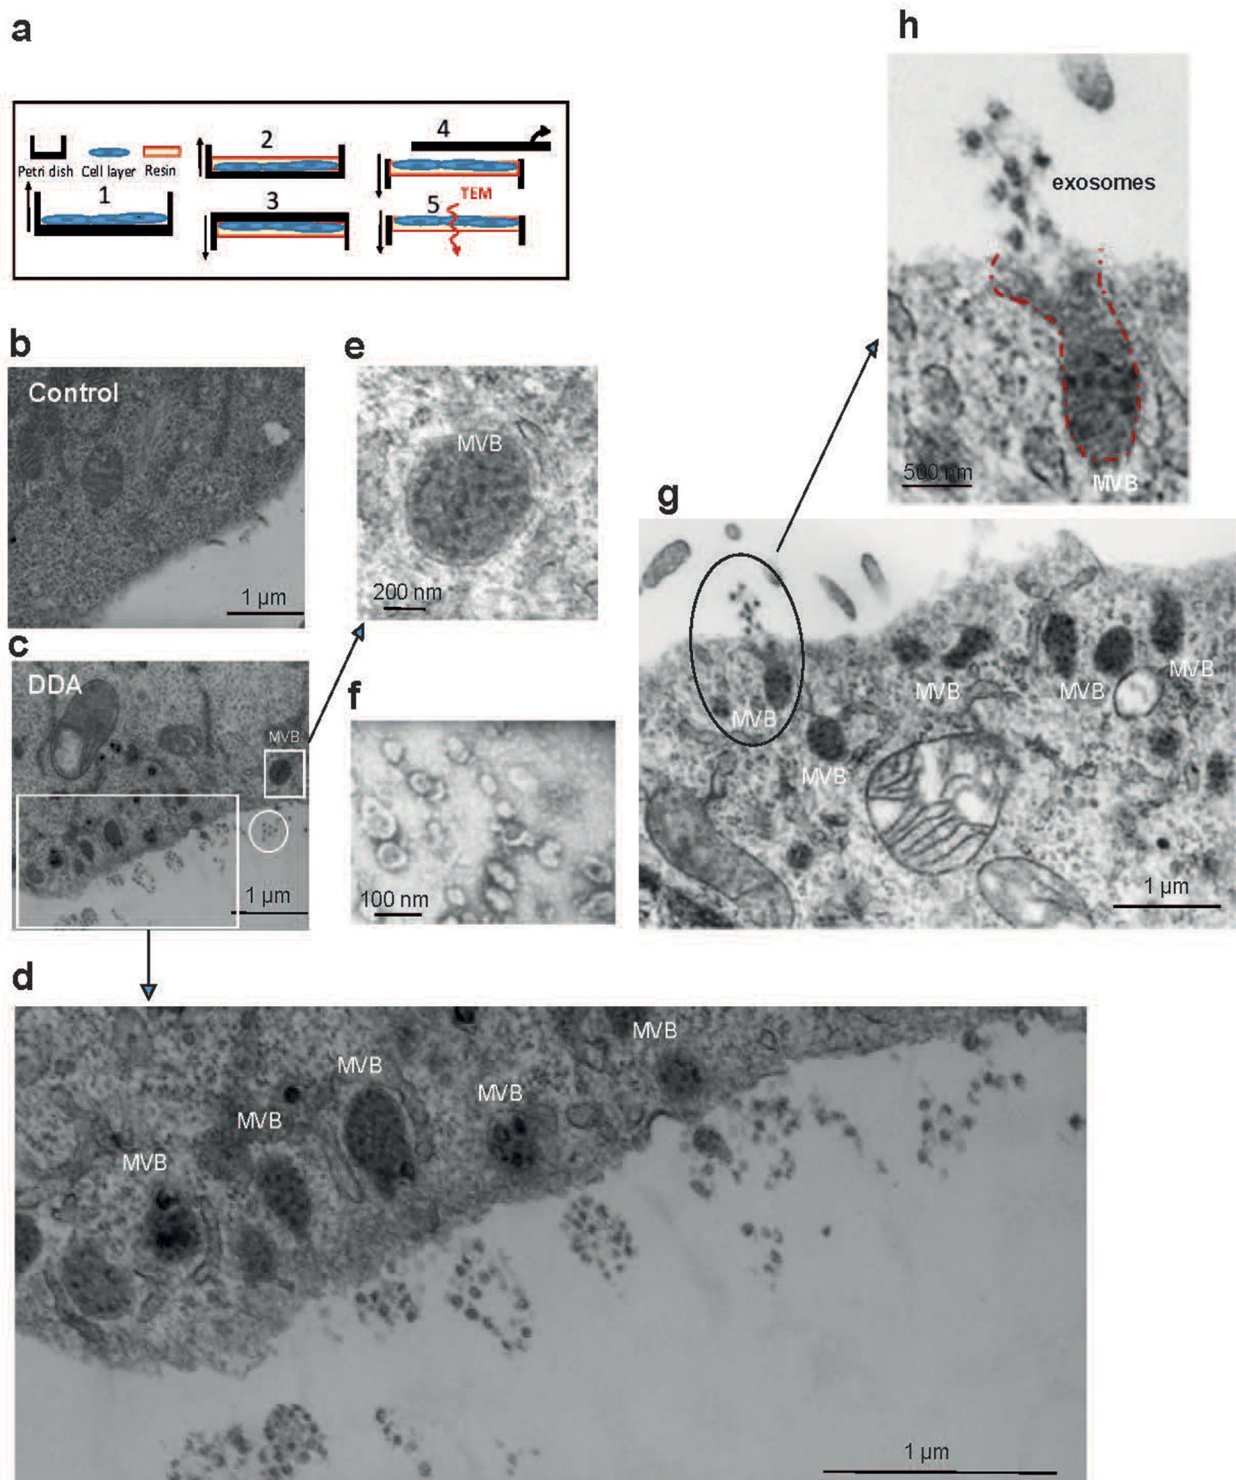 a
Petri dish
Cell layer
Resin
1
2
3
4
5
TEM
b
Control
1 µm
c
DDA
MVB
1 µm
e
MVB
200 nm
f
100 nm
h
exosomes
500 nm
MVB
g
MVB
MVB
MVB
MVB
MVB
1 µm
d
MVB
MVB
MVB
MVB
MVB
1 µm